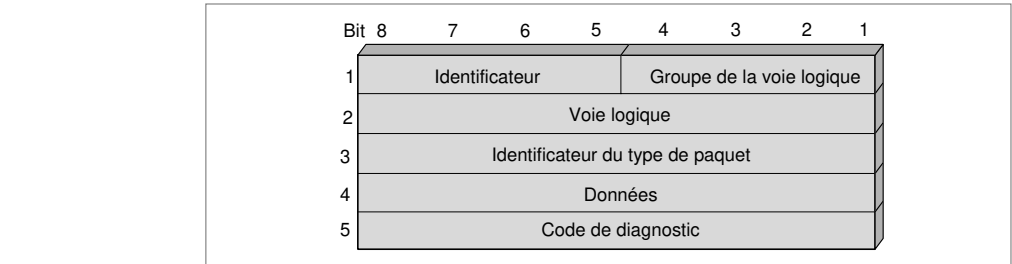 Bit 8 7 6 5 4 3 2 1
1 Identificateur Groupe de la voie logique
2 Voie logique
3 Identificateur du type de paquet
4 Données
5 Code de diagnostic